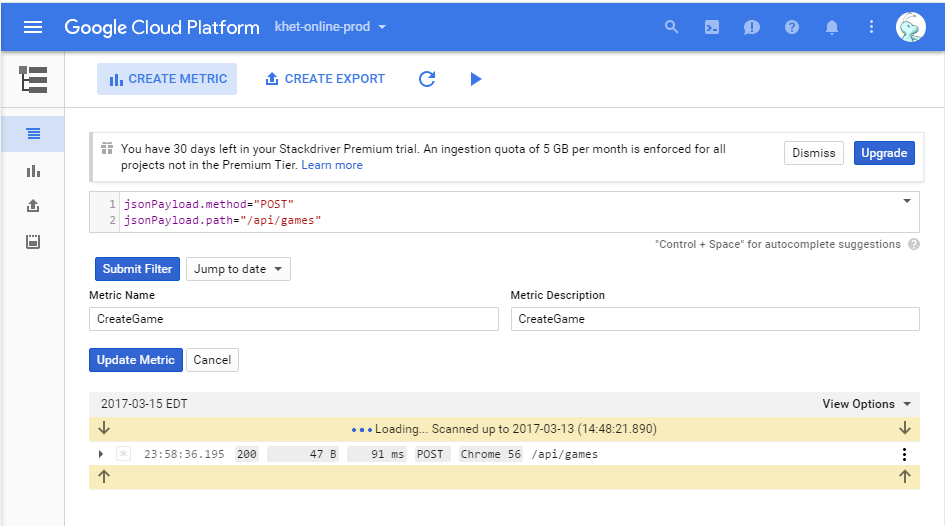 Google Cloud Platform khet-online-prod
CREATE METRIC CREATE EXPORT
You have 30 days left in your Stackdriver Premium trial. An ingestion quota of 5 GB per month is enforced for all
projects not in the Premium Tier. Learn more
Dismiss Upgrade
1 jsonPayload.method="POST"
2 jsonPayload.path="/api/games"
"Control + Space" for autocomplete suggestions ?
Submit Filter Jump to date
Metric Name Metric Description
CreateGame CreateGame
Update Metric Cancel
2017-03-15 EDT View Options
Loading... Scanned up to 2017-03-13 (14:48:21.890)
23:58:36.195 200 47 B 91 ms POST Chrome 56 /api/games